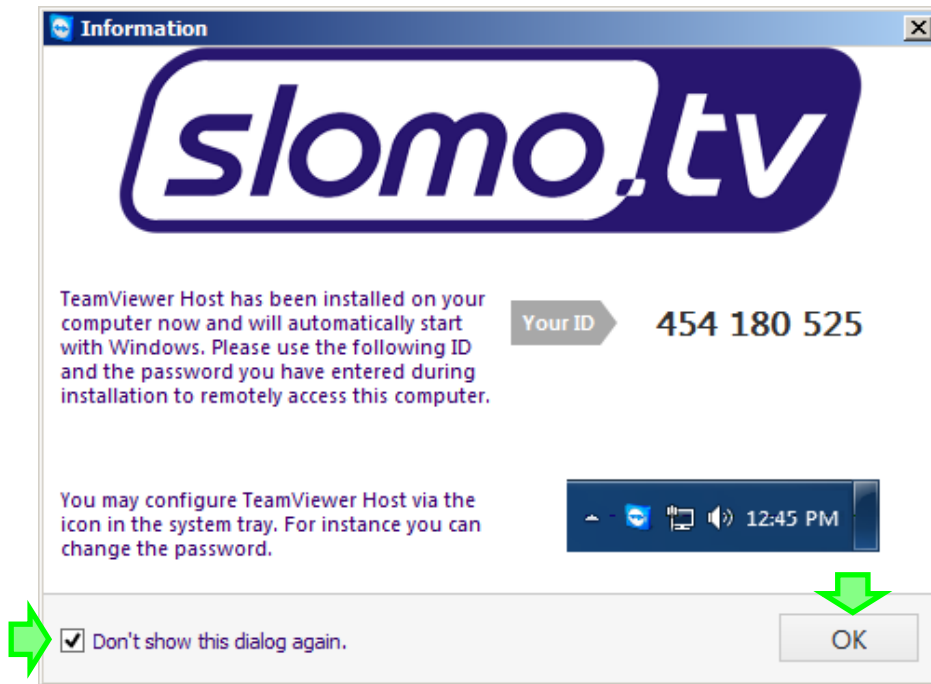 Information
slomo.tv
TeamViewer Host has been installed on your
computer now and will automatically start
with Windows. Please use the following ID
and the password you have entered during
installation to remotely access this computer.
Your ID
454 180 525
You may configure TeamViewer Host via the
icon in the system tray. For instance you can
change the password.
12:45 PM
Don't show this dialog again.
OK